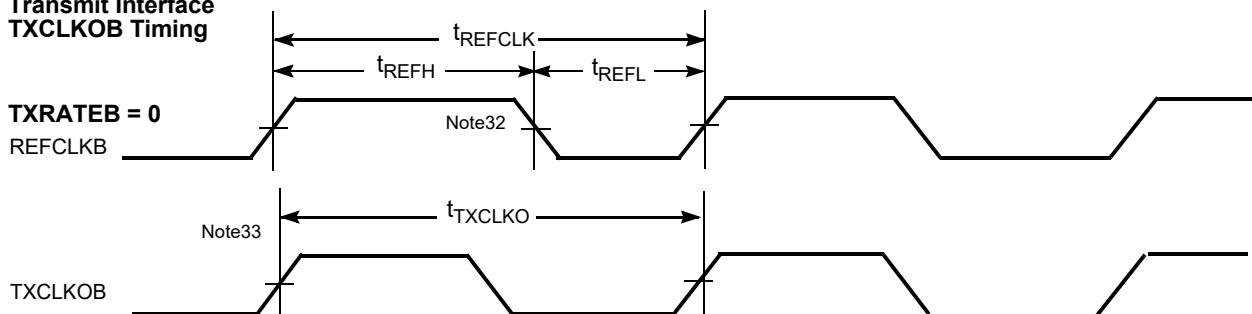 Transmit Interface
TXCLKOB Timing
tREFCLK
tREFH
tREFL
TXRATEB = 0
Note32
REFCLKB
tTXCLKO
Note33
TXCLKOB